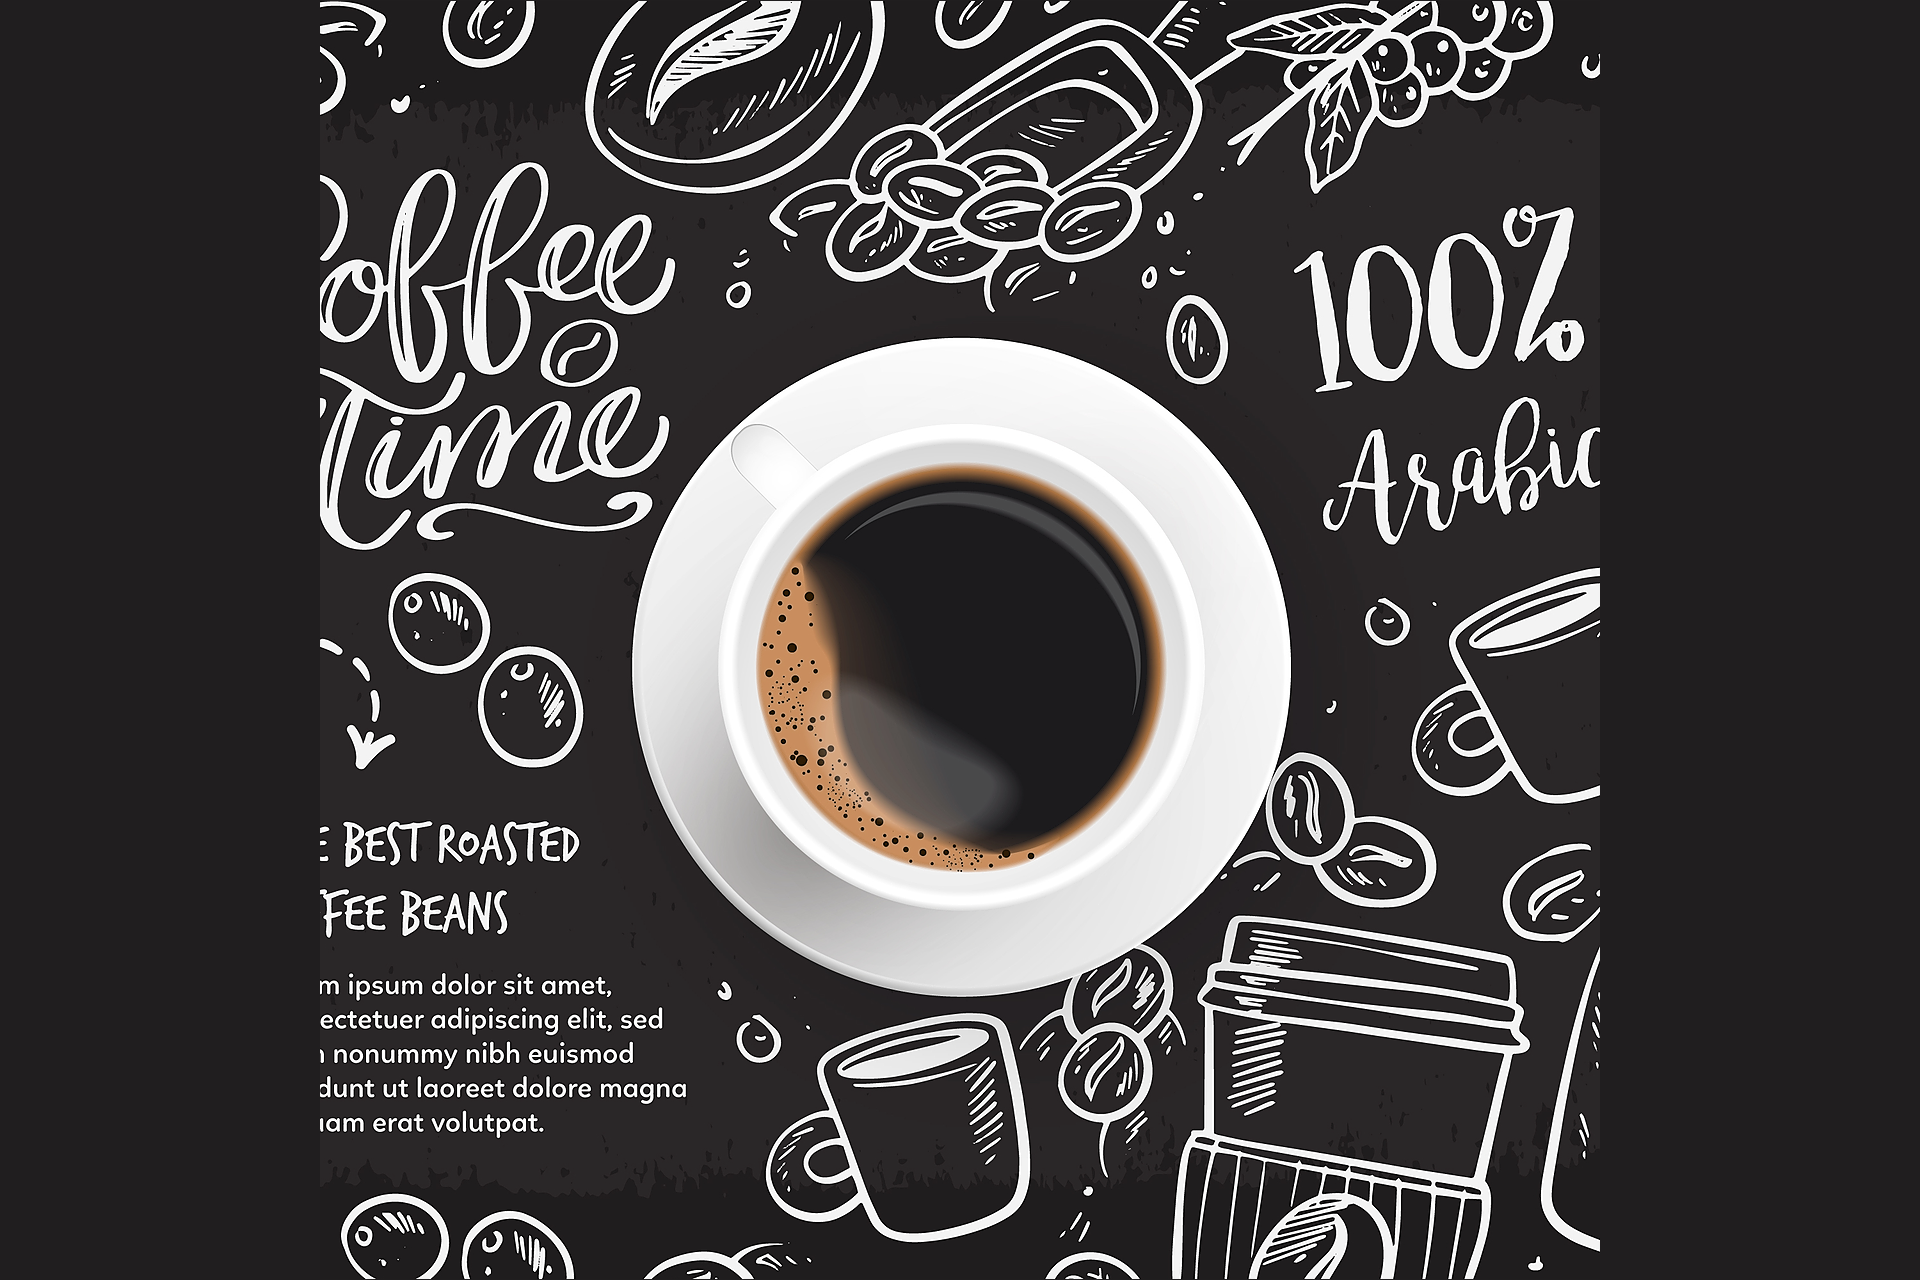 offee
Time
100%
Arabic
E BEST ROASTED
FFEE BEANS
m ipsum dolor sit amet,
ectetuer adipiscing elit, sed
nonummy nibh euismod
dunt ut laoreet dolore magna
uam erat volutpat.